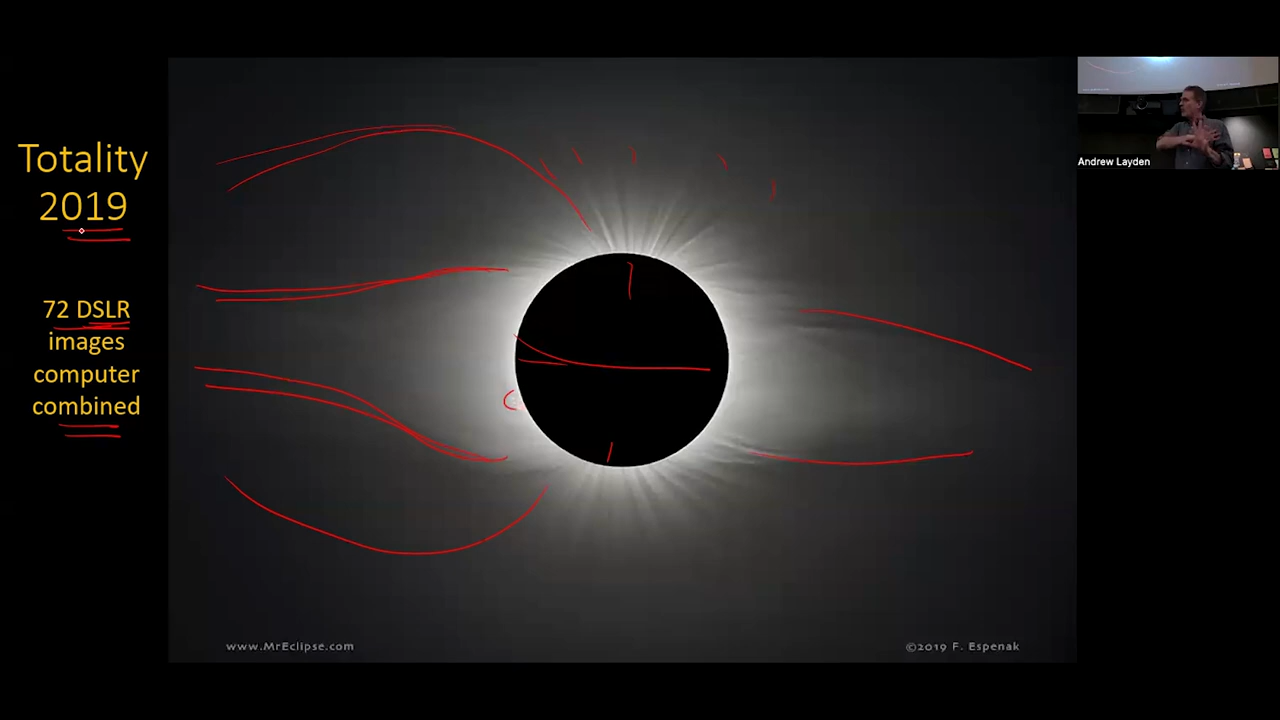 Totality
2019
72 DSLR
images
computer
combined
Andrew Layden
www.MrEclipse.com
©2019 F. Espenak